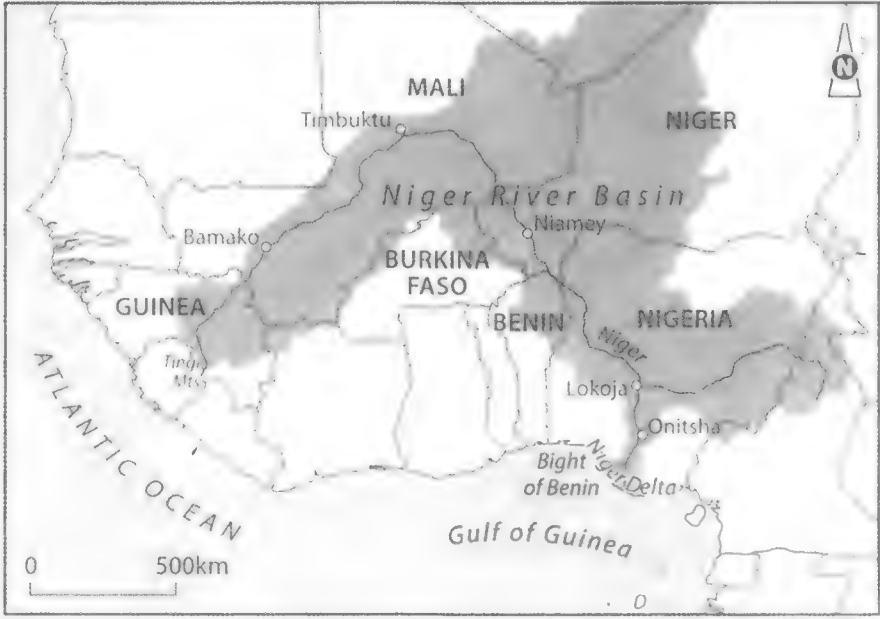 N
MALI
Timbuktu
NIGER
Niger River Basin
Bamako
Niamey
BURKINA
FASO
GUINEA
BENIN
NIGERIA
Niger
Tingi
Mts
Lokoja
Onitsha
ATLANTIC OCEAN
Bight
of Benin
Niger Delta
Gulf of Guinea
0
500km